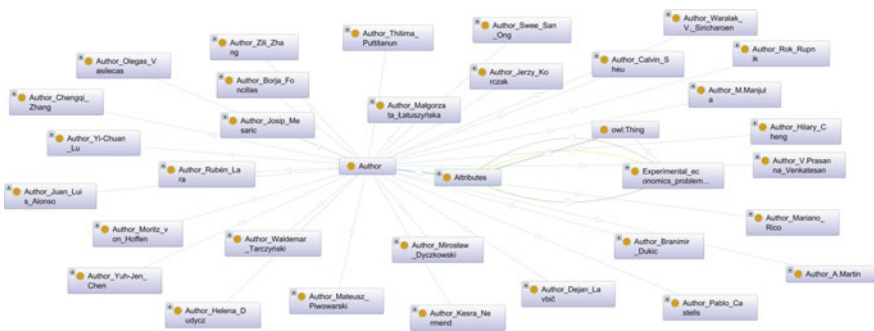 Author_Waralak
_V._Siricharoen
Author_Swee_San
_Ong
Author_Thitima_
Puttitanun
Author_Zili_Zha
ng
Author_Olegas_V
asilecas
Author_Rok_Rupn
ik
Author_Calvin_S
heu
Author_Jerzy_Ko
rczak
Author_Borja_Fo
ncillas
Author_Chengqi_
Zhang
Author_M.Manjul
a
Author_Małgorza
ta_Łatuszyńska
Author_Josip_Me
saric
Author_Yi-Chuan
_Lu
owl:Thing
Author_Hilary_C
heng
Author
Author_Rubén_La
ra
Attributes
Experimental_ec
onomics_problem...
Author_V.Prasan
na_Venkatesan
Author_Juan_Lui
s_Alonso
Author_Mariano_
Rico
Author_Moritz_v
on_Hoffen
Author_Waldemar
_Tarczyński
Author_Mirosław
_Dyczkowski
Author_Branimir
_Dukic
Author_A.Martin
Author_Yuh-Jen_
Chen
Author_Helena_D
udycz
Author_Mateusz_
Piwowarski
Author_Kesra_Ne
rmend
Author_Dejan_La
vbič
Author_Pablo_Ca
stells